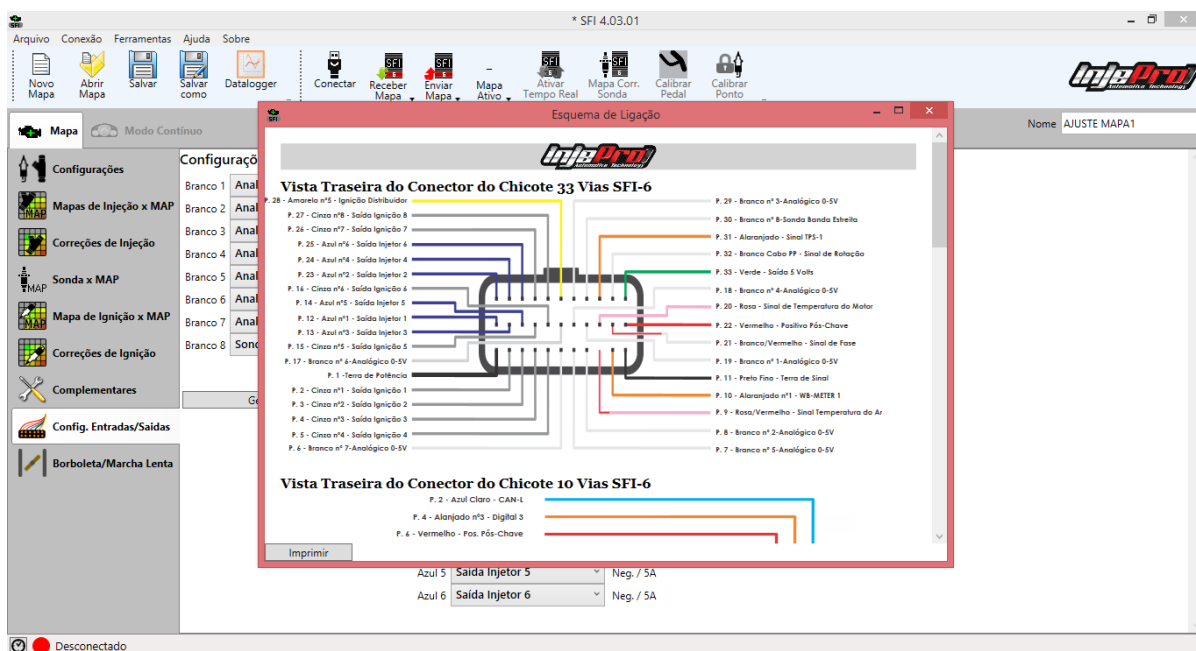 * SFI 4.03.01
Arquivo Conexão Ferramentas Ajuda Sobre
Novo Mapa
Abrir Mapa
Salvar
Salvar como
Datalogger
Conectar
Receber Mapa
Enviar Mapa
Mapa Ativo
Ativar Tempo Real
Mapa Corr. Sonda
Calibrar Pedal
Calibrar Ponto
InjePro
Automotive Technology
Mapa
Modo Contínuo
Nome AJUSTE MAPA1
Configurações
Mapas de Injeção x MAP
Correções de Injeção
Sonda x MAP
Mapa de Ignição x MAP
Correções de Ignição
Complementares
Config. Entradas/Saidas
Borboleta/Marcha Lenta
Configuraçõ
Branco 1 Anal
Branco 2 Anal
Branco 3 Anal
Branco 4 Anal
Branco 5 Anal
Branco 6 Anal
Branco 7 Anal
Branco 8 Sond
Ge
Esquema de Ligação
InjePro
Automotive Technology
Vista Traseira do Conector do Chicote 33 Vias SFI-6
P. 28 - Amarelo nº5 - Ignição Distribuidor
P. 27 - Cinza nº8 - Saída Ignição 8
P. 26 - Cinza nº7 - Saída Ignição 7
P. 25 - Azul nº6 - Saída Injetor 6
P. 24 - Azul nº4 - Saída Injetor 4
P. 23 - Azul nº2 - Saída Injetor 2
P. 16 - Cinza nº6 - Saída Ignição 6
P. 14 - Azul nº5 - Saída Injetor 5
P. 12 - Azul nº1 - Saída Injetor 1
P. 13 - Azul nº3 - Saída Injetor 3
P. 15 - Cinza nº5 - Saída Ignição 5
P. 17 - Branco nº 6-Analógico 0-5V
P. 1 -Terra de Potência
P. 2 - Cinza nº1 - Saída Ignição 1
P. 3 - Cinza nº2 - Saída Ignição 2
P. 4 - Cinza nº3 - Saída Ignição 3
P. 5 - Cinza nº4 - Saída Ignição 4
P. 6 - Branco nº 7-Analógico 0-5V
P. 29 - Branco nº 3-Analógico 0-5V
P. 30 - Branco nº 8-Sonda Banda Estreita
P. 31 - Alaranjado - Sinal TPS-1
P. 32 - Branco Cabo PP - Sinal de Rotação
P. 33 - Verde - Saída 5 Volts
P. 18 - Branco nº 4-Analógico 0-5V
P. 20 - Rosa - Sinal de Temperatura do Motor
P. 22 - Vermelho - Positivo Pós-Chave
P. 21 - Branco/Vermelho - Sinal de Fase
P. 19 - Branco nº 1-Analógico 0-5V
P. 11 - Preto Fino - Terra de Sinal
P. 10 - Alaranjado nº1 - WB-METER 1
P. 9 - Rosa/Vermelho - Sinal Temperatura do Ar
P. 8 - Branco nº 2-Analógico 0-5V
P. 7 - Branco nº 5-Analógico 0-5V
Vista Traseira do Conector do Chicote 10 Vias SFI-6
P. 2 - Azul Claro - CAN-L
P. 4 - Alanjado nº3 - Digital 3
P. 6 - Vermelho - Pos. Pós-Chave
Imprimir
Azul 5 Saída Injetor 5 Neg. / 5A
Azul 6 Saída Injetor 6 Neg. / 5A
Desconectado